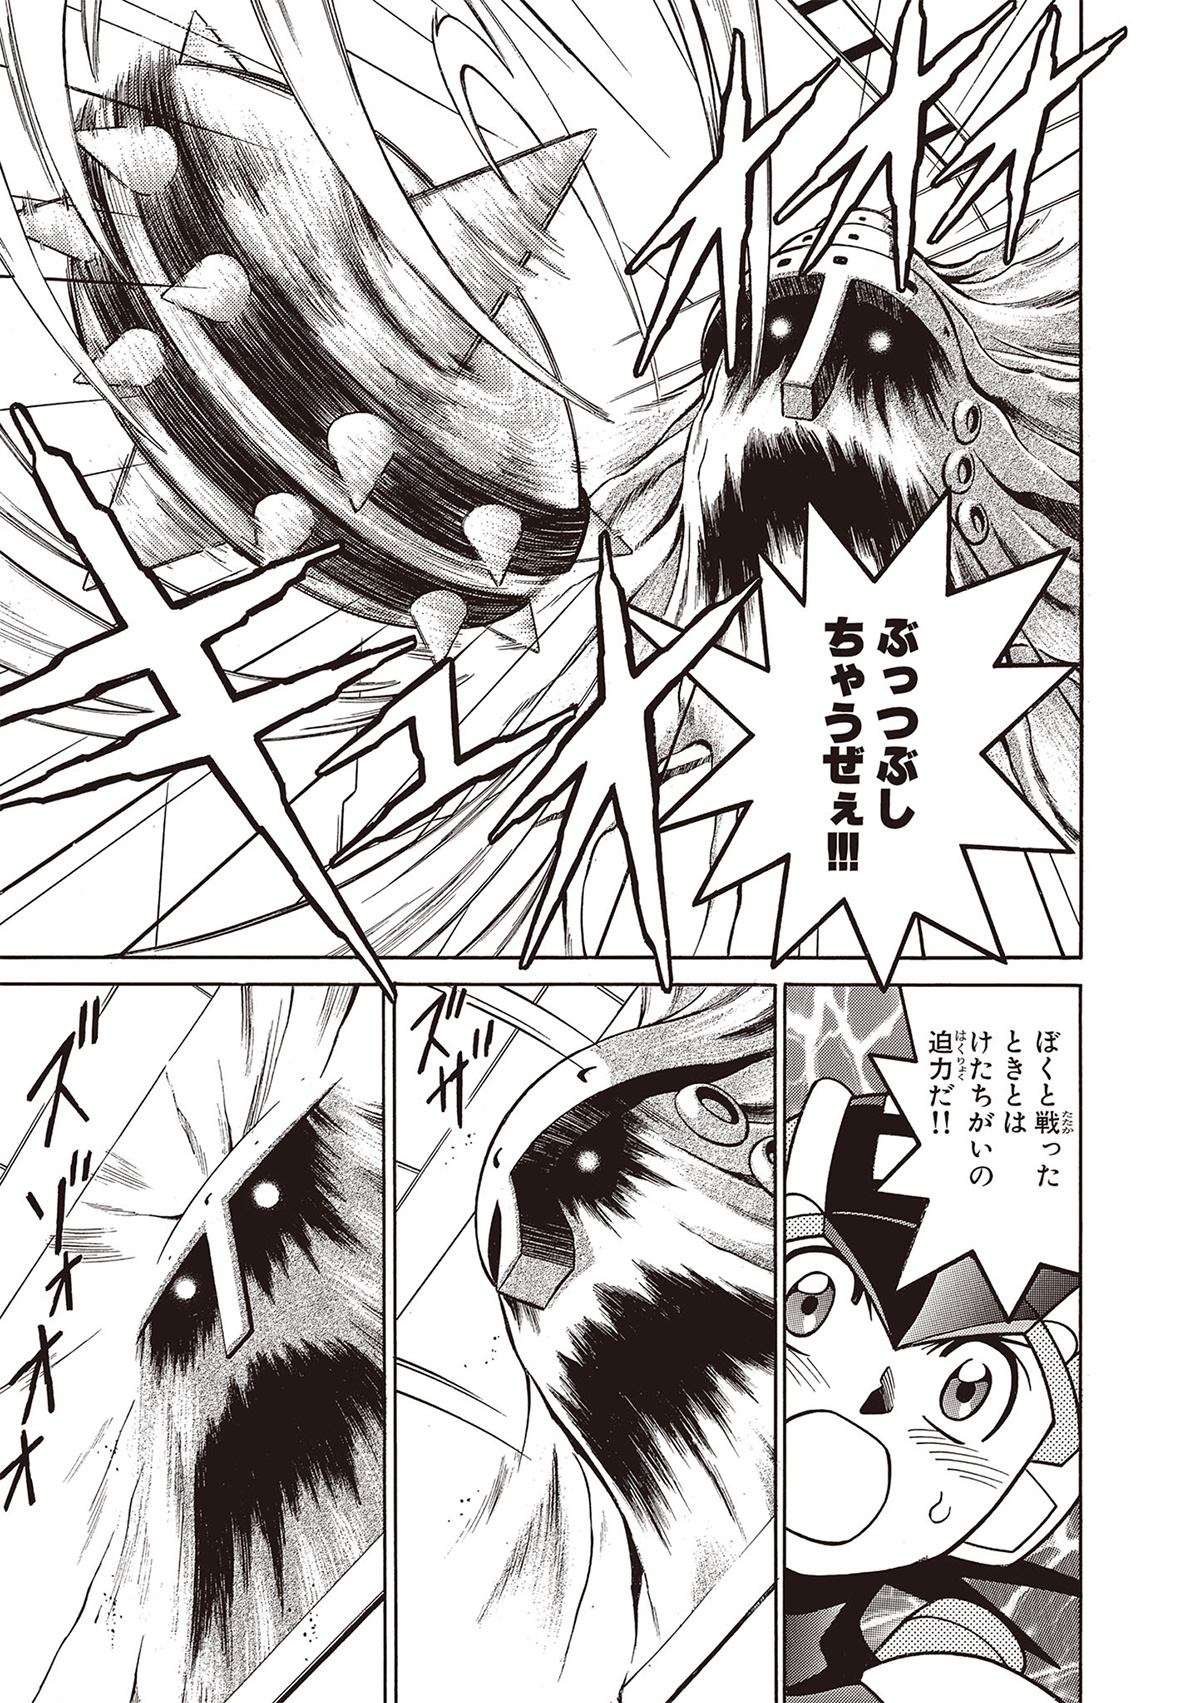 オオオ
ぶっつぶし
ちゃうぜぇ!!!
ギュア
ぼくと戦った
ときとは
けたちがいの
迫力だ!!
ズザ
ズゾオオオオ